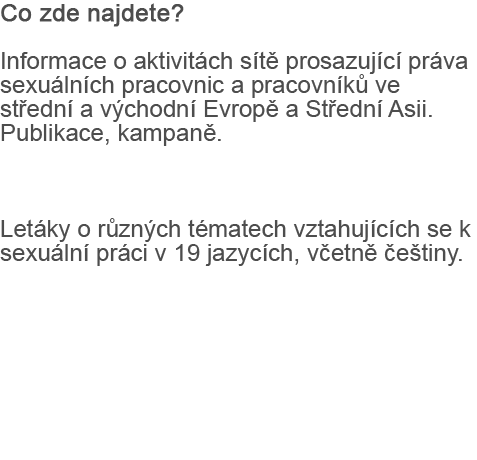 Co zde najdete?
Informace o aktivitách sítě prosazující práva
sexuálních pracovnic a pracovníků ve
střední a východní Evropě a Střední Asii.
Publikace, kampaně.
Letáky o různých tématech vztahujících se k
sexuální práci v 19 jazycích, včetně češtiny.